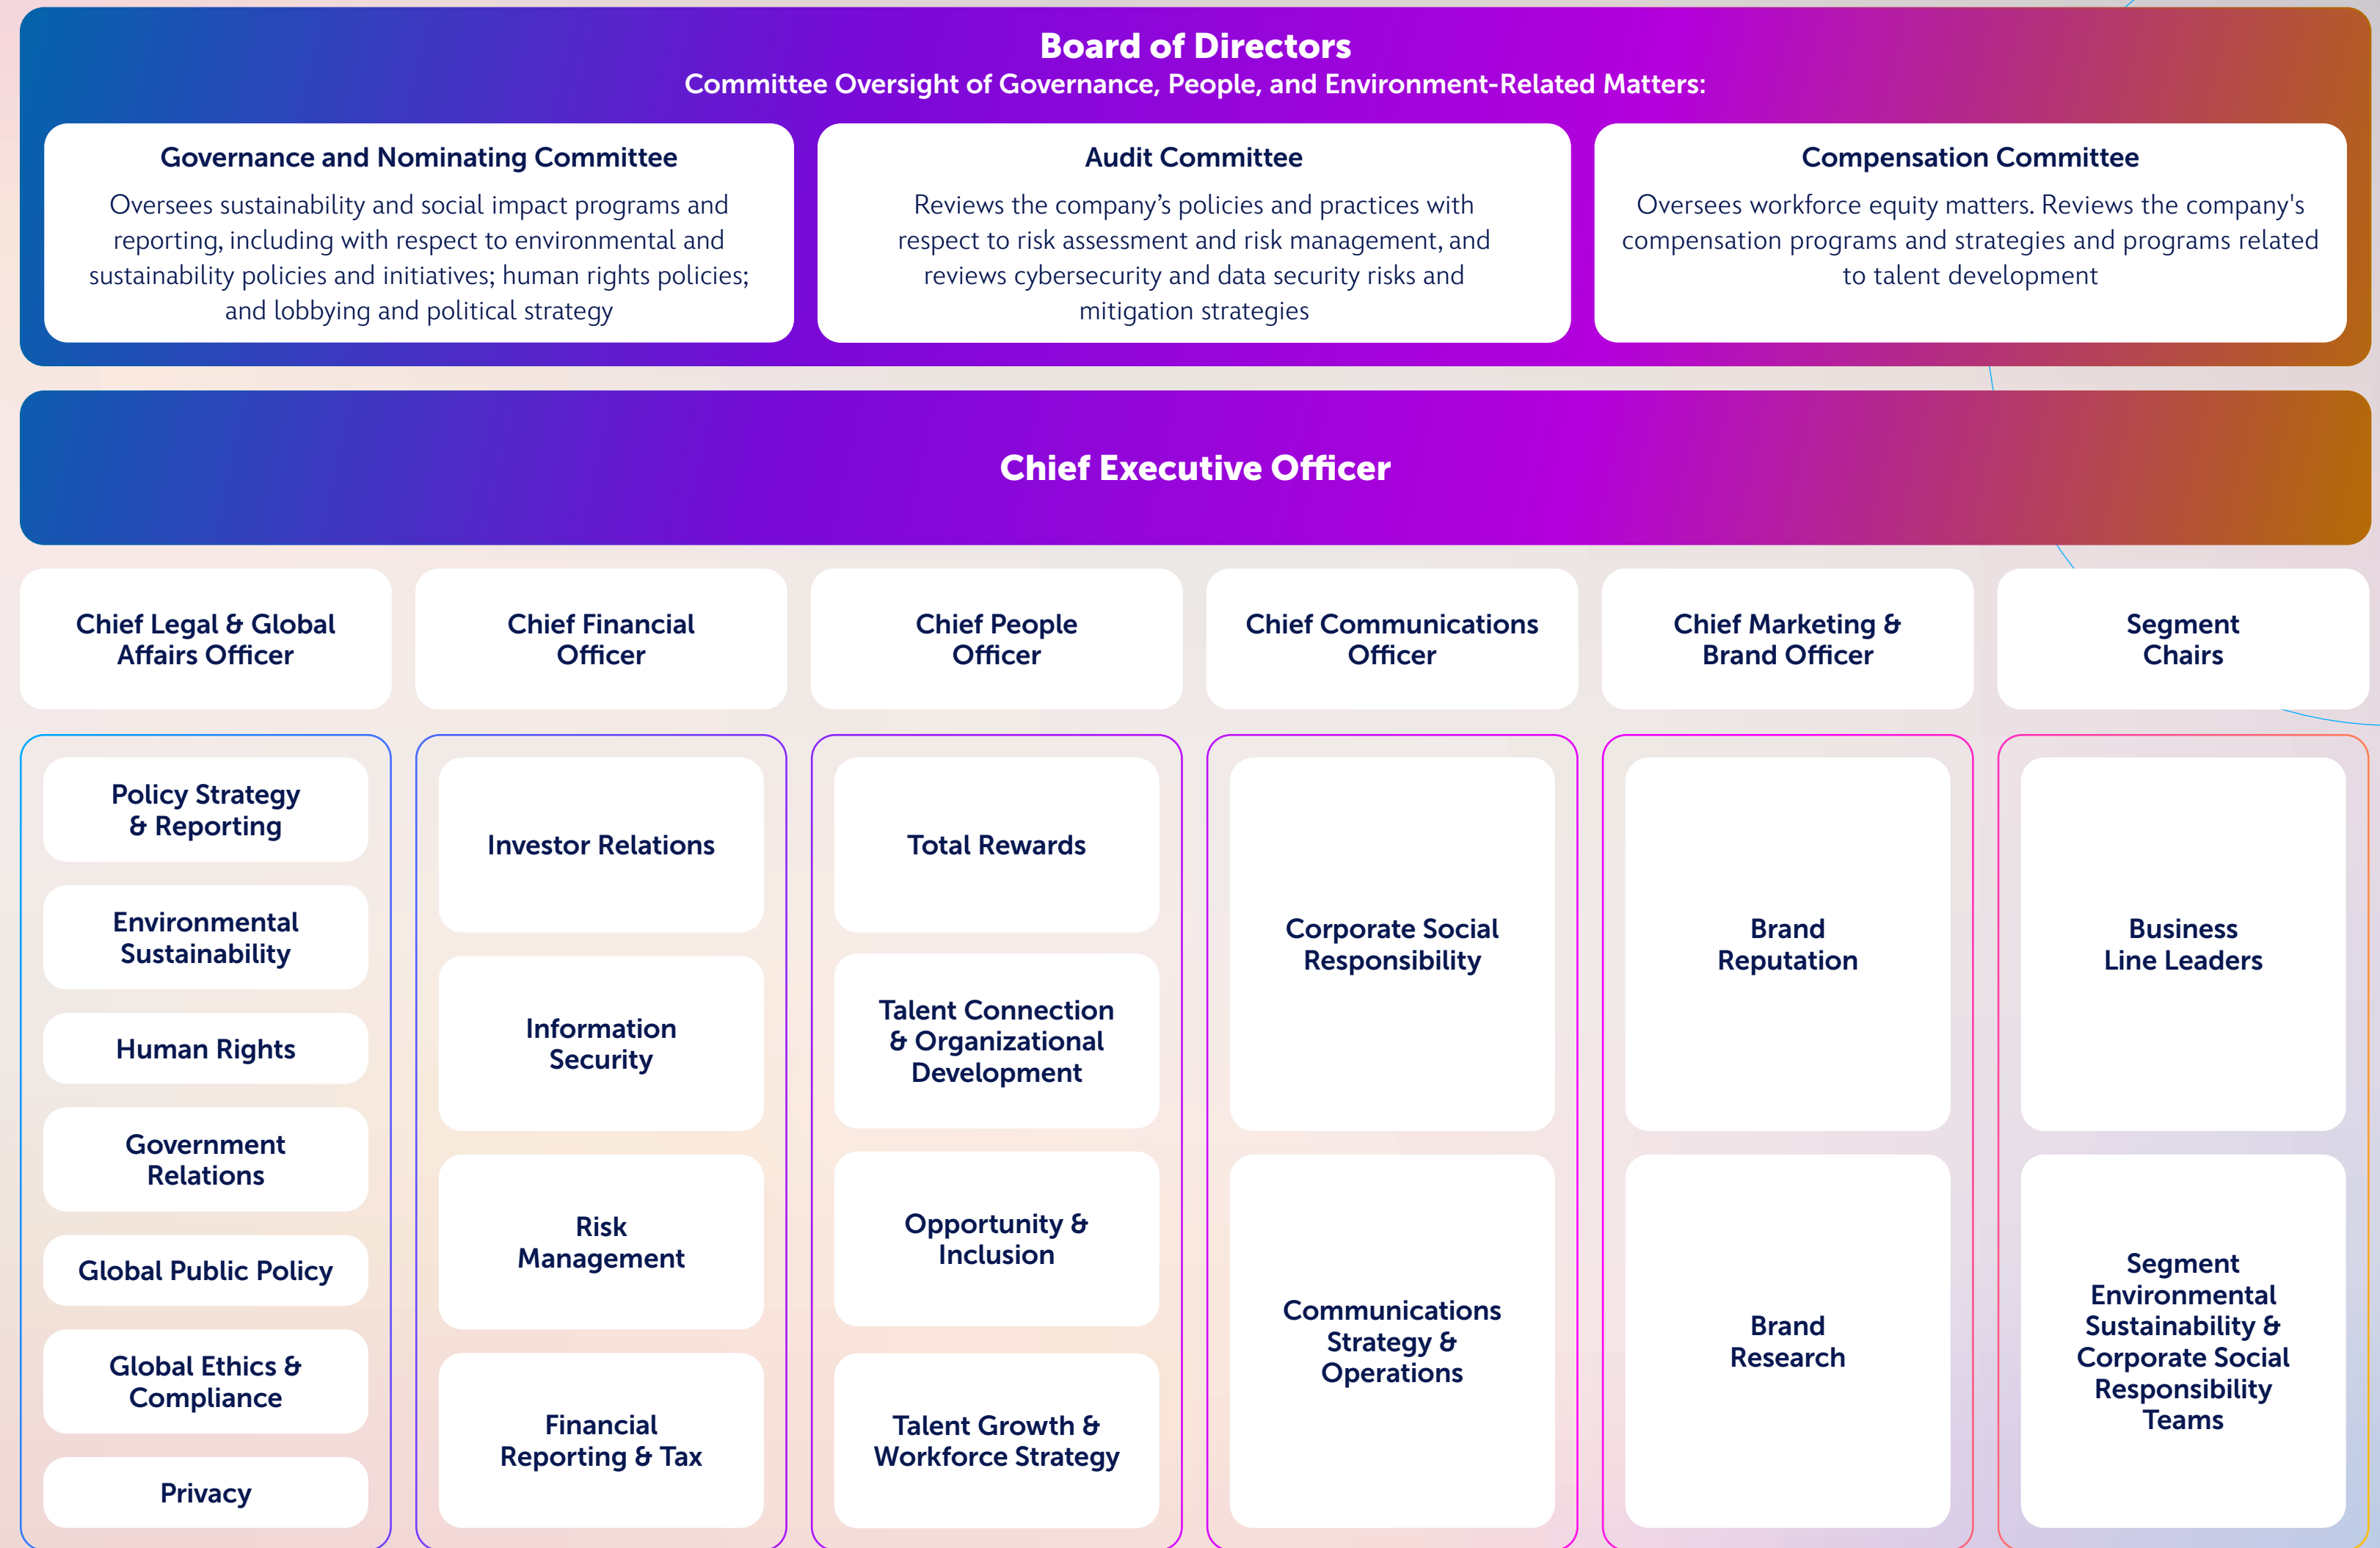 Board of Directors
Committee Oversight of Governance, People, and Environment-Related Matters:
Governance and Nominating Committee
Oversees sustainability and social impact programs and
reporting, including with respect to environmental and
sustainability policies and initiatives; human rights policies;
and lobbying and political strategy
Audit Committee
Reviews the company’s policies and practices with
respect to risk assessment and risk management, and
reviews cybersecurity and data security risks and
mitigation strategies
Compensation Committee
Oversees workforce equity matters. Reviews the company's
compensation programs and strategies and programs related
to talent development
Chief Executive Officer
Chief Legal & Global
Affairs Officer
Chief Financial
Officer
Chief People
Officer
Chief Communications
Officer
Chief Marketing &
Brand Officer
Segment
Chairs
Policy Strategy
& Reporting
Environmental
Sustainability
Human Rights
Government
Relations
Global Public Policy
Global Ethics &
Compliance
Privacy
Investor Relations
Information
Security
Risk
Management
Financial
Reporting & Tax
Total Rewards
Talent Connection
& Organizational
Development
Opportunity &
Inclusion
Talent Growth &
Workforce Strategy
Corporate Social
Responsibility
Communications
Strategy &
Operations
Brand
Reputation
Brand
Research
Business
Line Leaders
Segment
Environmental
Sustainability &
Corporate Social
Responsibility
Teams